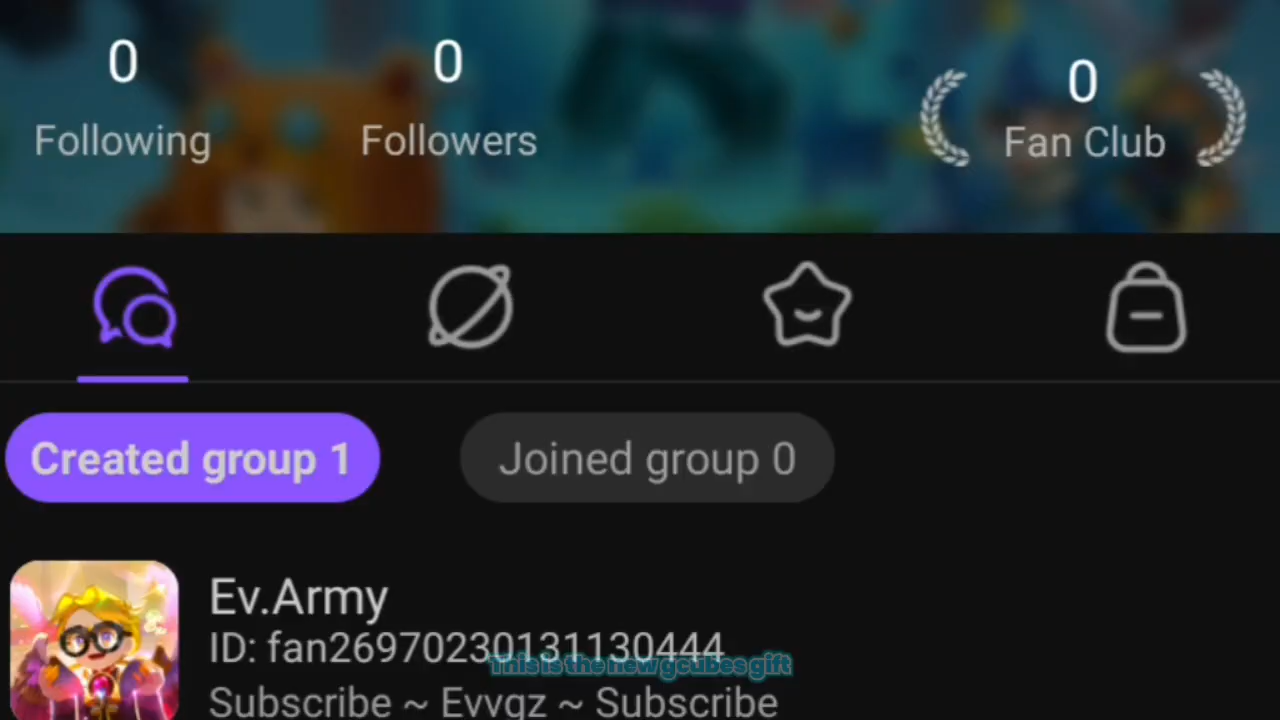 0
Following
0
Followers
0
Fan Club
Created group 1
Joined group 0
Ev.Army
ID: fan26970230131130444
This is the new gcubes gift
Subscribe ~ Evvgz ~ Subscribe